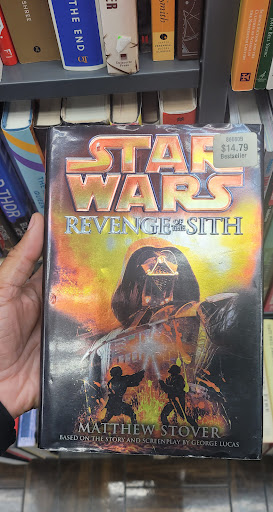 THE END
STAR
WARS
REVENGE OF THE SITH
$14.79
Bestseller
MATTHEW STOVER
BASED ON THE STORY AND SCREENPLAY BY GEORGE LUCAS